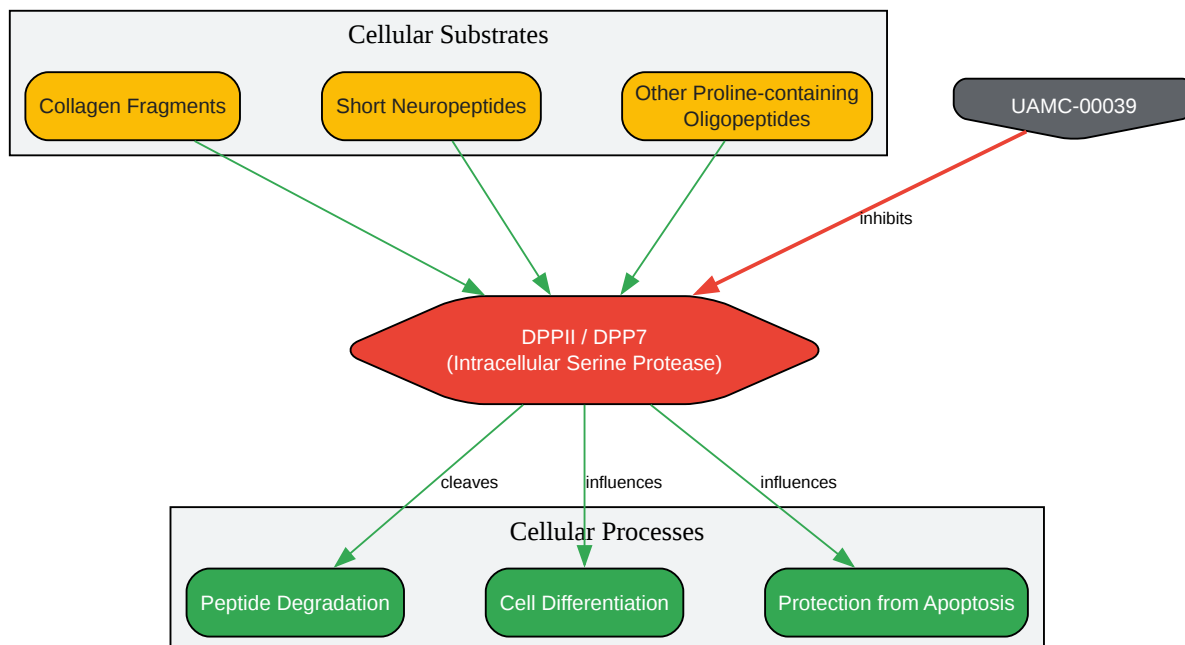 Cellular Substrates
Collagen Fragments
Short Neuropeptides
Other Proline-containing
Oligopeptides
UAMC-00039
inhibits
DPPII / DPP7
(Intracellular Serine Protease)
cleaves
influences
influences
Cellular Processes
Peptide Degradation
Cell Differentiation
Protection from Apoptosis